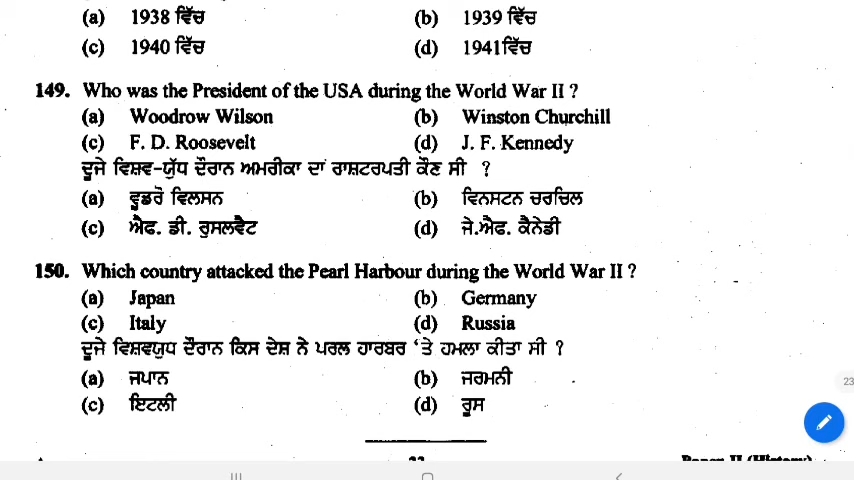 (a) 1938 ਵਿੱਚ (b) 1939 ਵਿੱਚ
(c) 1940 ਵਿੱਚ (d) 1941ਵਿੱਚ
149. Who was the President of the USA during the World War II ?
(a) Woodrow Wilson (b) Winston Churchill
(c) F. D. Roosevelt (d) J. F. Kennedy
ਦੂਜੇ ਵਿਸ਼ਵ-ਯੁੱਧ ਦੌਰਾਨ ਅਮਰੀਕਾ ਦਾ ਰਾਸ਼ਟਰਪਤੀ ਕੌਣ ਸੀ ?
(a) ਵੂਡਰੋ ਵਿਲਸਨ (b) ਵਿਨਸਟਨ ਚਰਚਿਲ
(c) ਐਫ. ਡੀ. ਰੁਸਲਵੈਟ (d) ਜੇ.ਐਫ. ਕੈਨੇਡੀ
150. Which country attacked the Pearl Harbour during the World War II ?
(a) Japan (b) Germany
(c) Italy (d) Russia
ਦੂਜੇ ਵਿਸ਼ਵਯੁਧ ਦੌਰਾਨ ਕਿਸ ਦੇਸ਼ ਨੇ ਪਰਲ ਹਾਰਬਰ 'ਤੇ ਹਮਲਾ ਕੀਤਾ ਸੀ ?
(a) ਜਪਾਨ (b) ਜਰਮਨੀ
(c) ਇਟਲੀ (d) ਰੂਸ
23